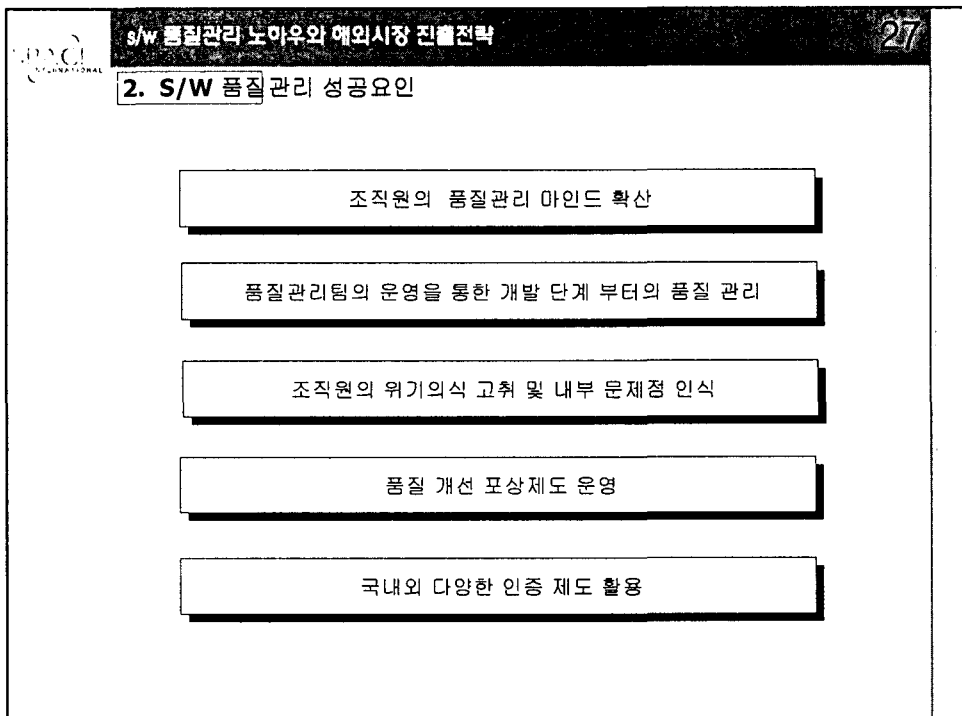 s/w 품질관리 노하우와 해외시장 진출전략
27
INTERNATIONAL
2. S/W 품질관리 성공요인
조직원의 품질관리 마인드 확산
품질관리팀의 운영을 통한 개발 단계 부터의 품질 관리
조직원의 위기의식 고취 및 내부 문제점 인식
품질 개선 포상제도 운영
국내외 다양한 인증 제도 활용